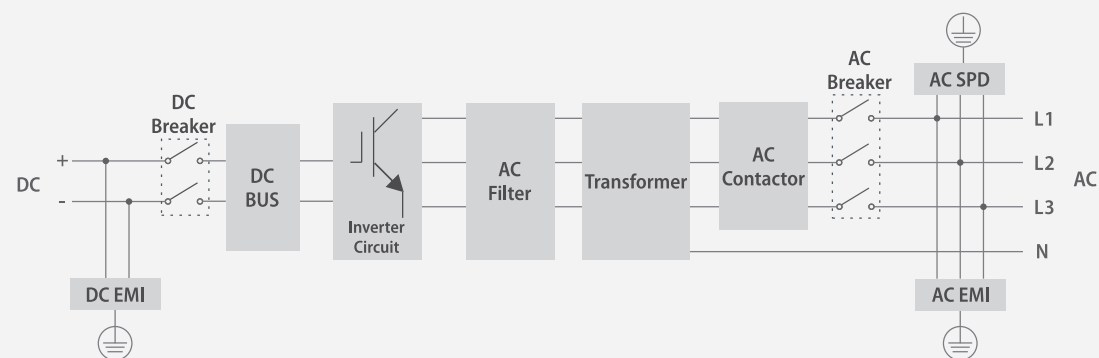 DC
+
-
DC
Breaker
DC EMI
DC
BUS
Inverter
Circuit
AC
Filter
Transformer
AC
Contactor
AC
Breaker
AC SPD
L1
L2
L3
N
AC
AC EMI